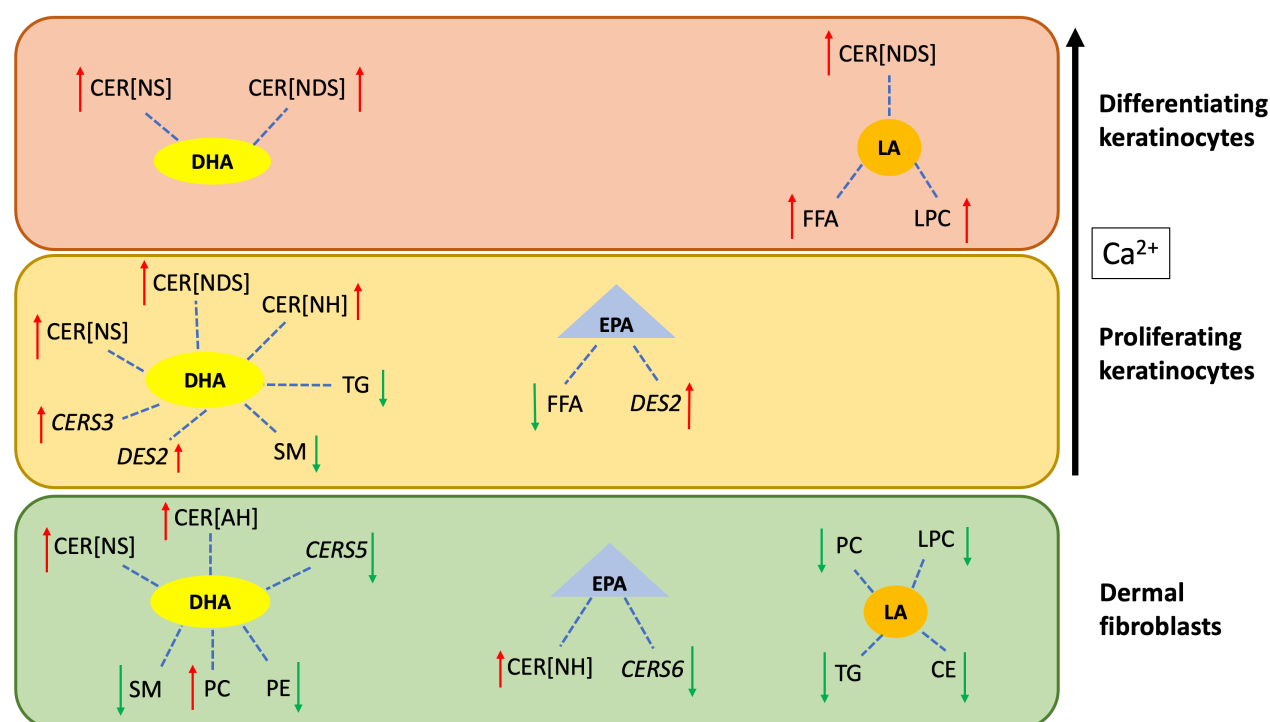 CER[NS]
CER[NDS]
DHA
CER[NDS]
LA
FFA
LPC
Differentiating
keratinocytes
Ca²⁺
CER[NDS]
CER[NH]
CER[NS]
DHA
TG
CERS3
DES2
SM
EPA
FFA
DES2
Proliferating
keratinocytes
CER[AH]
CER[NS]
CERS5
DHA
SM
PC
PE
EPA
CER[NH]
CERS6
PC
LPC
LA
TG
CE
Dermal
fibroblasts